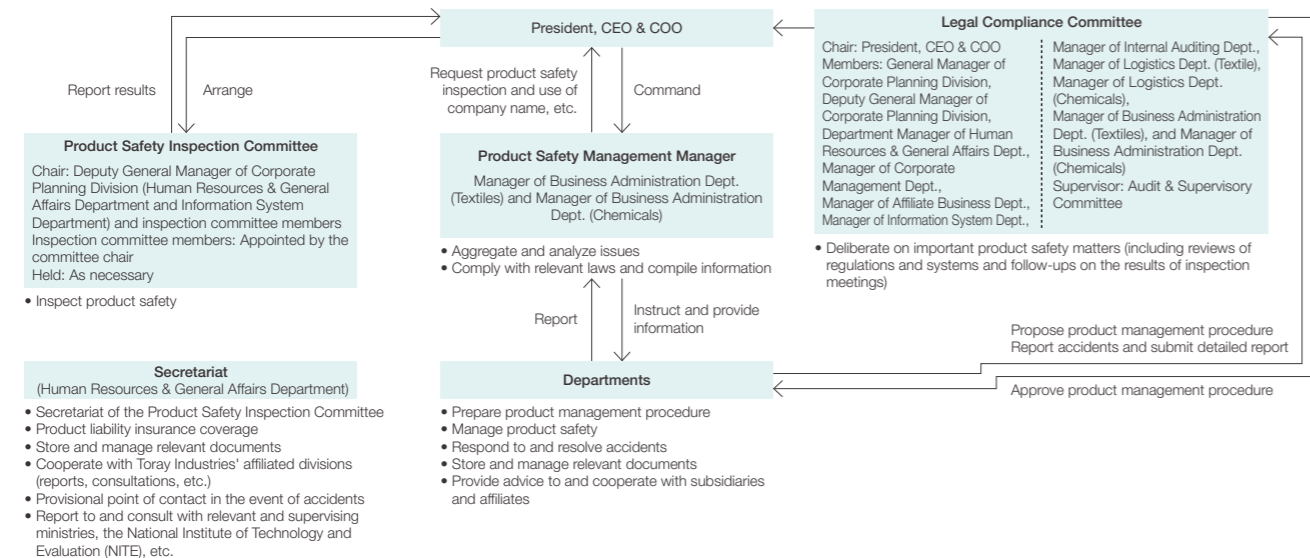 President, CEO & COO
Report results
Arrange
Request product safety
inspection and use of
company name, etc.
Command
Legal Compliance Committee
Chair: President, CEO & COO
Members: General Manager of
Corporate Planning Division,
Deputy General Manager of
Corporate Planning Division,
Department Manager of Human
Resources & General Affairs Dept.,
Manager of Corporate
Management Dept.,
Manager of Affiliate Business Dept.,
Manager of Information System Dept.,
Manager of Internal Auditing Dept.,
Manager of Logistics Dept. (Textile),
Manager of Logistics Dept.
(Chemicals),
Manager of Business Administration
Dept. (Textiles), and Manager of
Business Administration Dept.
(Chemicals)
Supervisor: Audit & Supervisory
Committee
• Deliberate on important product safety matters (including reviews of
regulations and systems and follow-ups on the results of inspection
meetings)
Product Safety Inspection Committee
Chair: Deputy General Manager of Corporate
Planning Division (Human Resources & General
Affairs Department and Information System
Department) and inspection committee members
Inspection committee members: Appointed by the
committee chair
Held: As necessary
• Inspect product safety
Product Safety Management Manager
Manager of Business Administration Dept.
(Textiles) and Manager of Business Administration
Dept. (Chemicals)
• Aggregate and analyze issues
• Comply with relevant laws and compile information
Report
Instruct and provide
information
Propose product management procedure
Report accidents and submit detailed report
Approve product management procedure
Secretariat
(Human Resources & General Affairs Department)
• Secretariat of the Product Safety Inspection Committee
• Product liability insurance coverage
• Store and manage relevant documents
• Cooperate with Toray Industries' affiliated divisions
(reports, consultations, etc.)
• Provisional point of contact in the event of accidents
• Report to and consult with relevant and supervising
ministries, the National Institute of Technology and
Evaluation (NITE), etc.
Departments
• Prepare product management procedure
• Manage product safety
• Respond to and resolve accidents
• Store and manage relevant documents
• Provide advice to and cooperate with subsidiaries
and affiliates